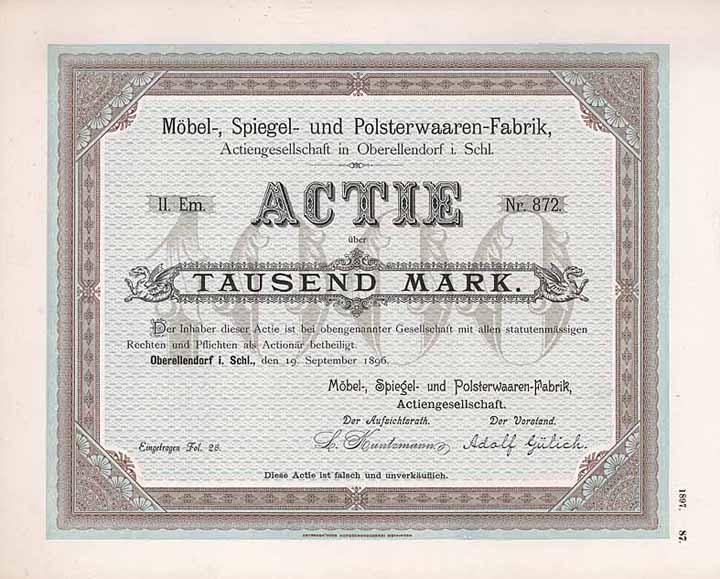 Möbel-, Spiegel- und Polsterwaaren-Fabrik,
Actiengesellschaft in Oberellendorf i. Schl.
II. Em.
ACTIE
Nr. 872.
1000
über
TAUSEND MARK.
Der Inhaber dieser Actie ist bei obengenannter Gesellschaft mit allen statutenmässigen
Rechten und Pflichten als Actionär betheiligt.
Oberellendorf i. Schl., den 19. September 1896.
Möbel-, Spiegel- und Polsterwaaren-Fabrik,
Actiengesellschaft.
Der Aufsichtsrath. Der Vorstand.
Eingetragen Fol. 28. L. Kuntzmann Adolf Gülich.
Diese Actie ist falsch und unverkäuflich.
1897. 87.